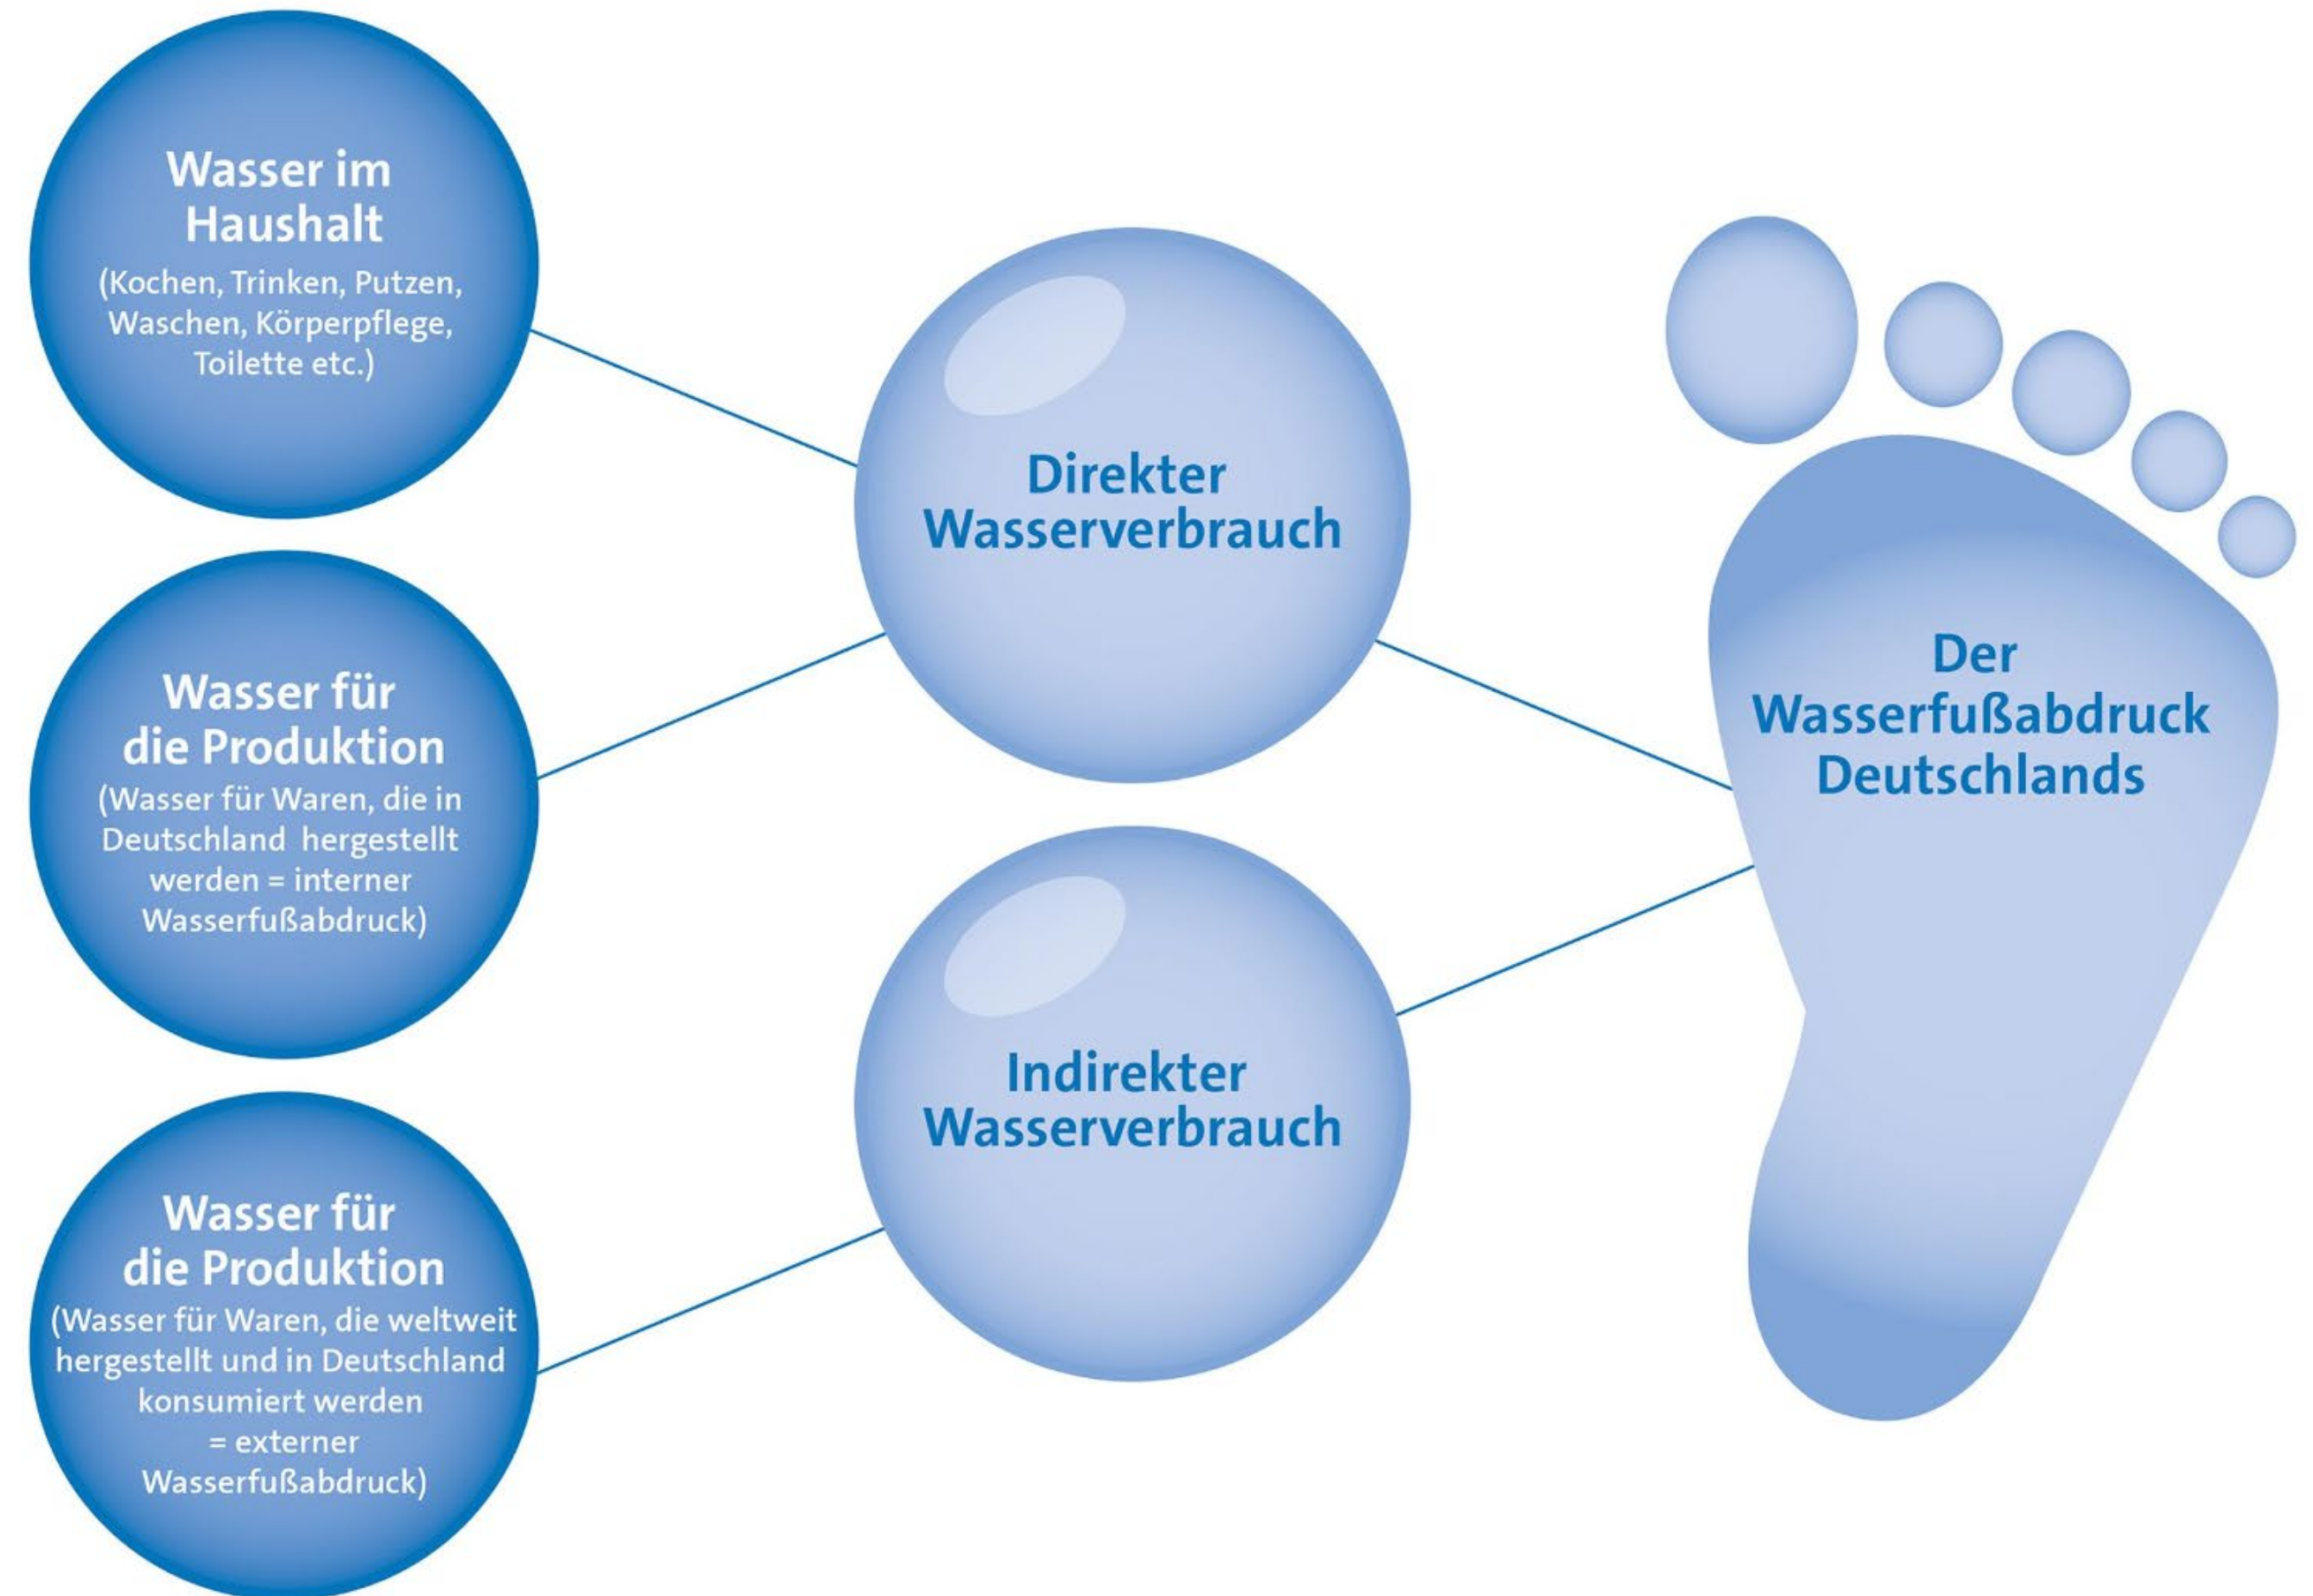 Wasser im
Haushalt
(Kochen, Trinken, Putzen,
Waschen, Körperpflege,
Toilette etc.)
Wasser für
die Produktion
(Wasser für Waren, die in
Deutschland hergestellt
werden = interner
Wasserfußabdruck)
Wasser für
die Produktion
(Wasser für Waren, die weltweit
hergestellt und in Deutschland
konsumiert werden
= externer
Wasserfußabdruck)
Direkter
Wasserverbrauch
Indirekter
Wasserverbrauch
Der
Wasserfußabdruck
Deutschlands